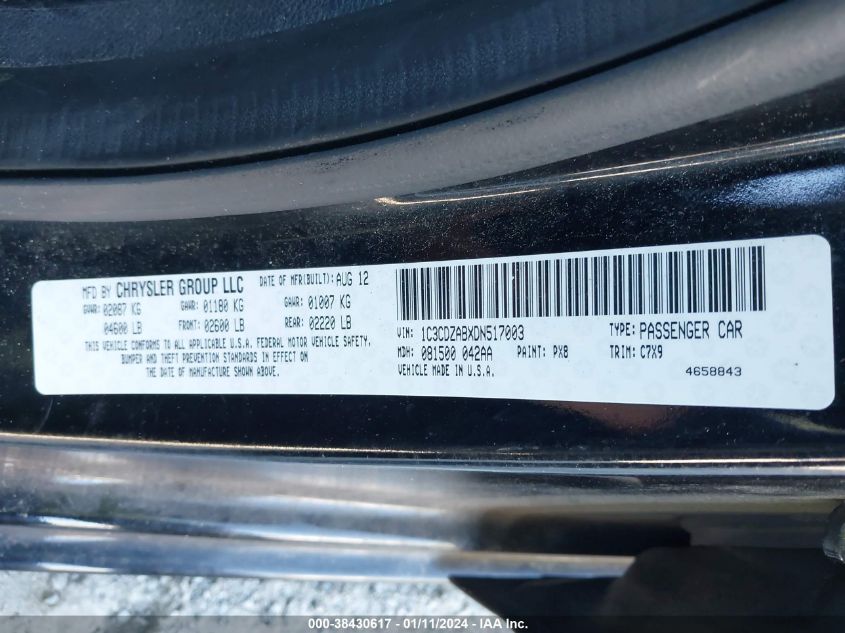 MFD BY CHRYSLER GROUP LLC DATE OF MFR(BUILT): AUG 12
GVWR: 02087 KG GAWR: 01180 KG GAWR: 01007 KG
04600 LB FRONT: 02600 LB REAR: 02220 LB
THIS VEHICLE CONFORMS TO ALL APPLICABLE U.S.A. FEDERAL MOTOR VEHICLE SAFETY,
BUMPER AND THEFT PREVENTION STANDARDS IN EFFECT ON
THE DATE OF MANUFACTURE SHOWN ABOVE.
VIN: 1C3CDZABXDN517003 TYPE: PASSENGER CAR
MDH: 081500 042AA PAINT: PX8 TRIM: C7X9
VEHICLE MADE IN U.S.A. 4658843
000-38430617 - 01/11/2024 - IAA Inc.